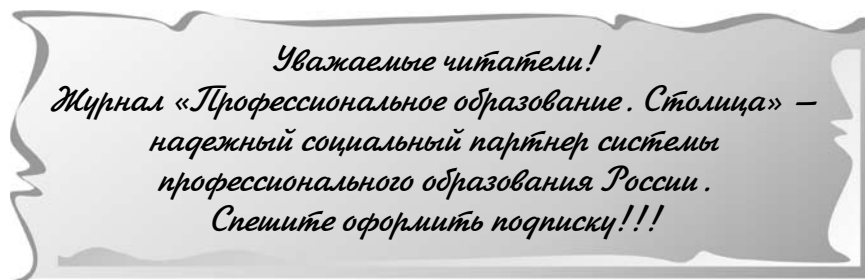 Уважаемые читатели!
Журнал «Профессиональное образование. Столица» –
надежный социальный партнер системы
профессионального образования России.
Спешите оформить подписку!!!